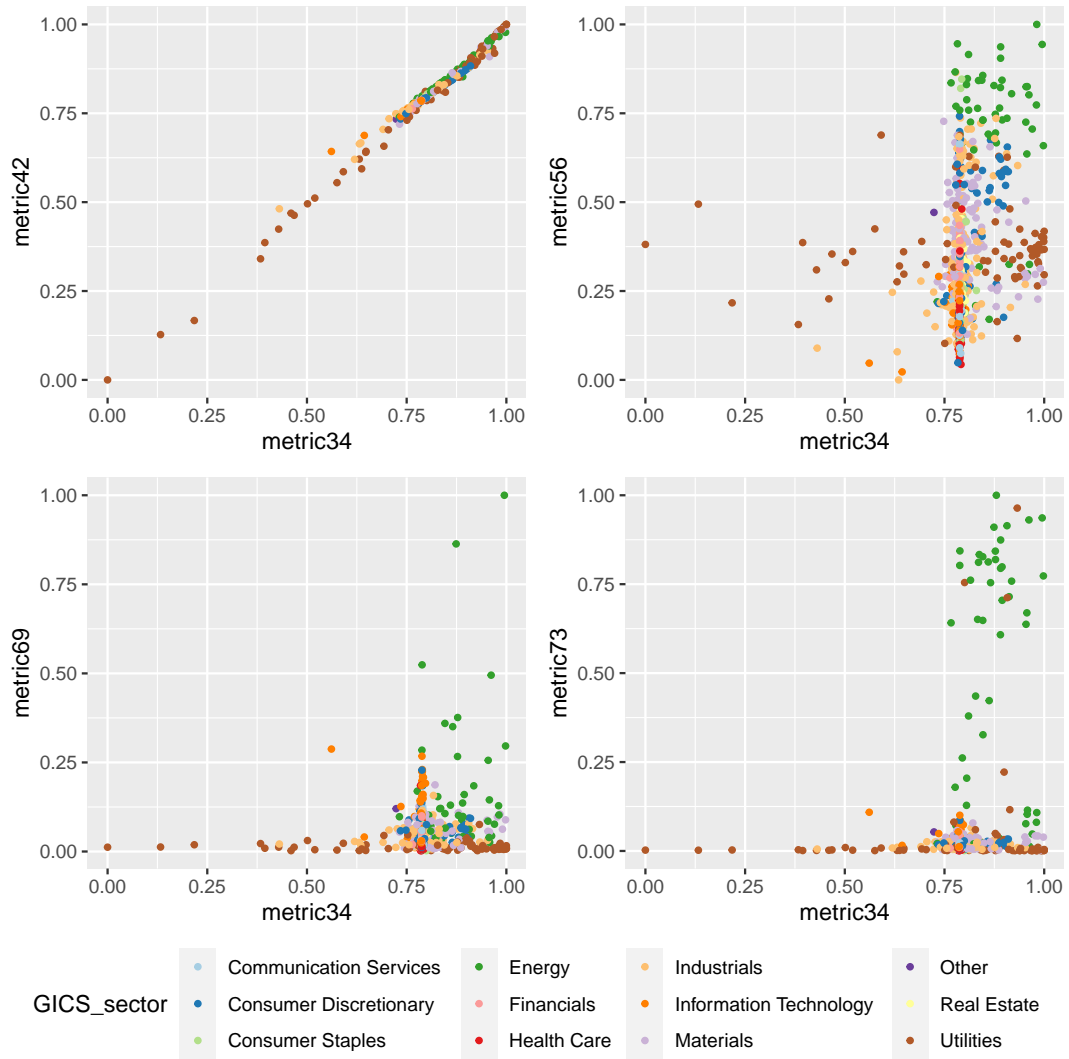 1.00
0.75
0.50
0.25
0.00
metric42
0.00 0.25 0.50 0.75 1.00
metric34
1.00
0.75
0.50
0.25
0.00
metric56
0.00 0.25 0.50 0.75 1.00
metric34
1.00
0.75
0.50
0.25
0.00
metric69
0.00 0.25 0.50 0.75 1.00
metric34
1.00
0.75
0.50
0.25
0.00
metric73
0.00 0.25 0.50 0.75 1.00
metric34
GICS_sector
Communication Services
Consumer Discretionary
Consumer Staples
Energy
Financials
Health Care
Industrials
Information Technology
Materials
Other
Real Estate
Utilities